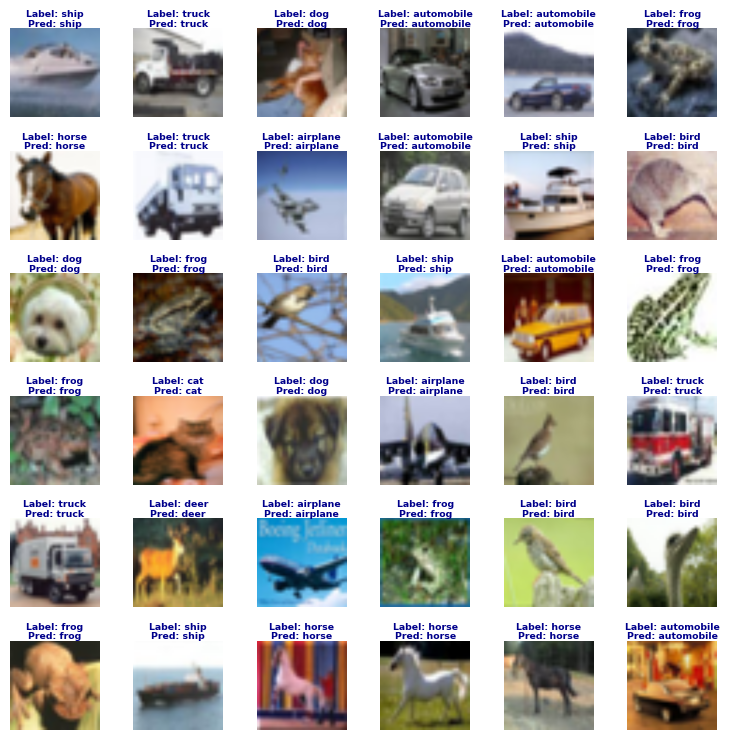 Label: ship
Pred: ship
Label: truck
Pred: truck
Label: dog
Pred: dog
Label: automobile
Pred: automobile
Label: automobile
Pred: automobile
Label: frog
Pred: frog
Label: horse
Pred: horse
Label: truck
Pred: truck
Label: airplane
Pred: airplane
Label: automobile
Pred: automobile
Label: ship
Pred: ship
Label: bird
Pred: bird
Label: dog
Pred: dog
Label: frog
Pred: frog
Label: bird
Pred: bird
Label: ship
Pred: ship
Label: automobile
Pred: automobile
Label: frog
Pred: frog
Label: frog
Pred: frog
Label: cat
Pred: cat
Label: dog
Pred: dog
Label: airplane
Pred: airplane
Label: bird
Pred: bird
Label: truck
Pred: truck
Label: truck
Pred: truck
Label: deer
Pred: deer
Label: airplane
Pred: airplane
Boeing Jetliner
Label: frog
Pred: frog
Label: bird
Pred: bird
Label: bird
Pred: bird
Label: frog
Pred: frog
Label: ship
Pred: ship
Label: horse
Pred: horse
Label: horse
Pred: horse
Label: horse
Pred: horse
Label: automobile
Pred: automobile